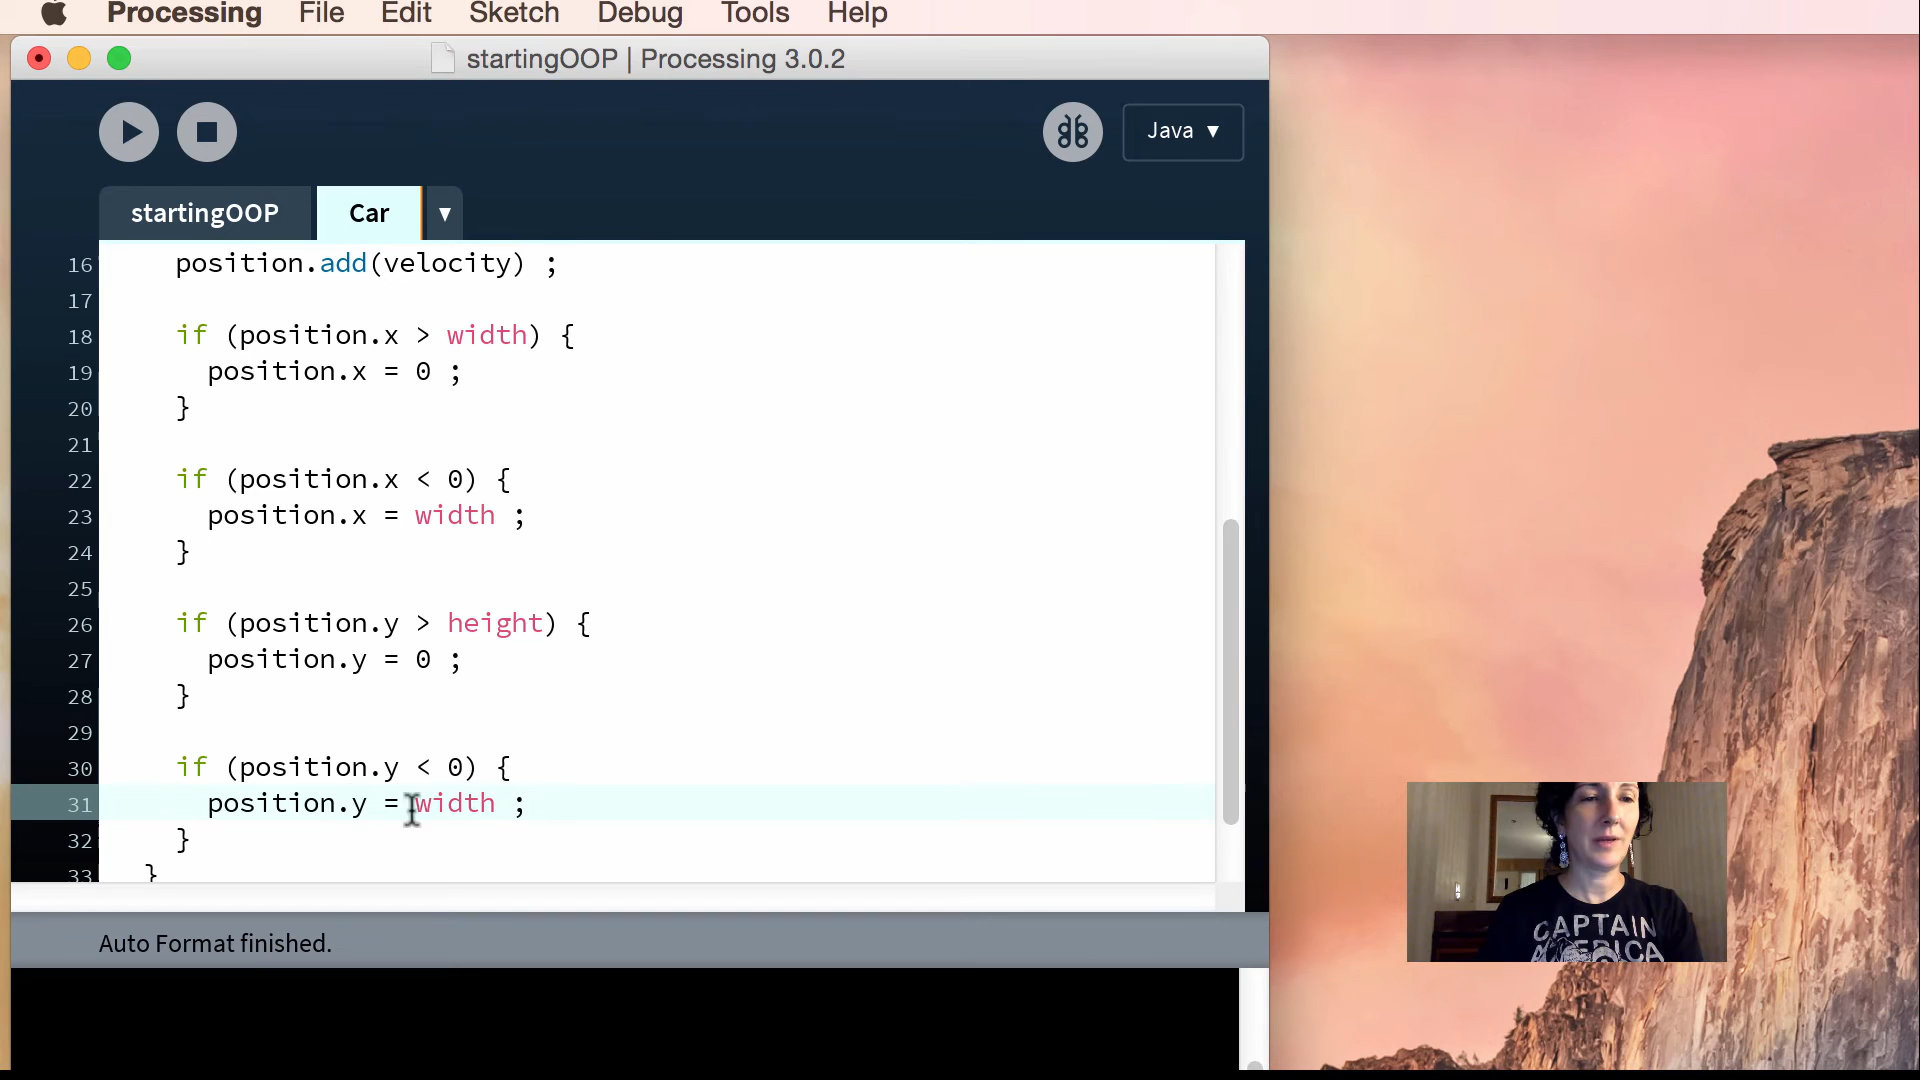 Processing File Edit Sketch Debug Tools Help
startingOOP | Processing 3.0.2
Java ▼
startingOOP Car ▼
16 position.add(velocity) ;
17
18 if (position.x > width) {
19 position.x = 0 ;
20 }
21
22 if (position.x < 0) {
23 position.x = width ;
24 }
25
26 if (position.y > height) {
27 position.y = 0 ;
28 }
29
30 if (position.y < 0) {
31 position.y = width ;
32 }
33 }
Auto Format finished.
CAPTAIN
AMERICA